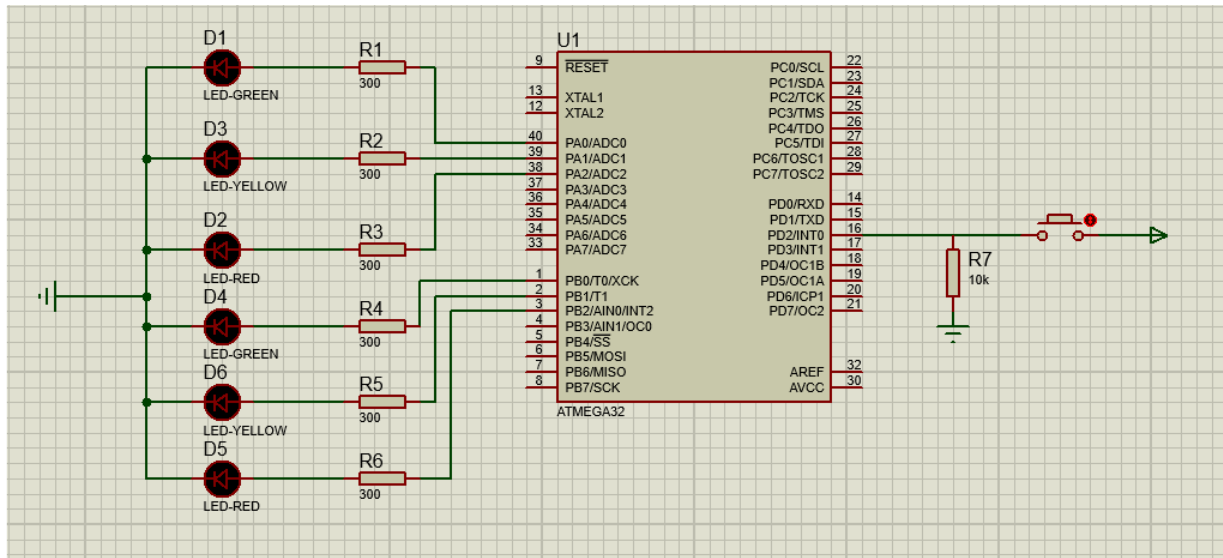 D1
LED-GREEN
R1
300
D3
LED-YELLOW
R2
300
D2
LED-RED
R3
300
D4
LED-GREEN
R4
300
D6
LED-YELLOW
R5
300
D5
LED-RED
R6
300
U1
9 RESET
13 XTAL1
12 XTAL2
40 PA0/ADC0
39 PA1/ADC1
38 PA2/ADC2
37 PA3/ADC3
36 PA4/ADC4
35 PA5/ADC5
34 PA6/ADC6
33 PA7/ADC7
1 PB0/T0/XCK
2 PB1/T1
3 PB2/AIN0/INT2
4 PB3/AIN1/OC0
5 PB4/SS
6 PB5/MOSI
7 PB6/MISO
8 PB7/SCK
PC0/SCL 22
PC1/SDA 23
PC2/TCK 24
PC3/TMS 25
PC4/TDO 26
PC5/TDI 27
PC6/TOSC1 28
PC7/TOSC2 29
PD0/RXD 14
PD1/TXD 15
PD2/INT0 16
PD3/INT1 17
PD4/OC1B 18
PD5/OC1A 19
PD6/ICP1 20
PD7/OC2 21
AREF 32
AVCC 30
ATMEGA32
R7
10k